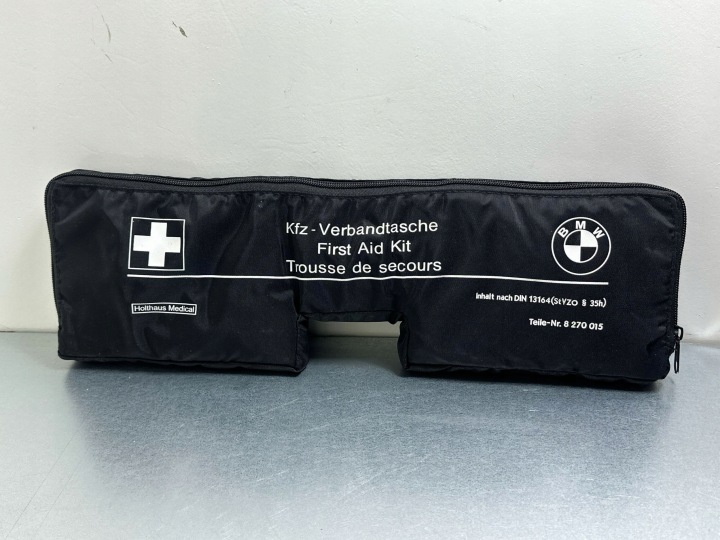 Kfz - Verbandtasche
First Aid Kit
Trousse de secours
BMW
Holthaus Medical
Inhalt nach DIN 13164(StVZO § 35h)
Teile-Nr. 8 270 015